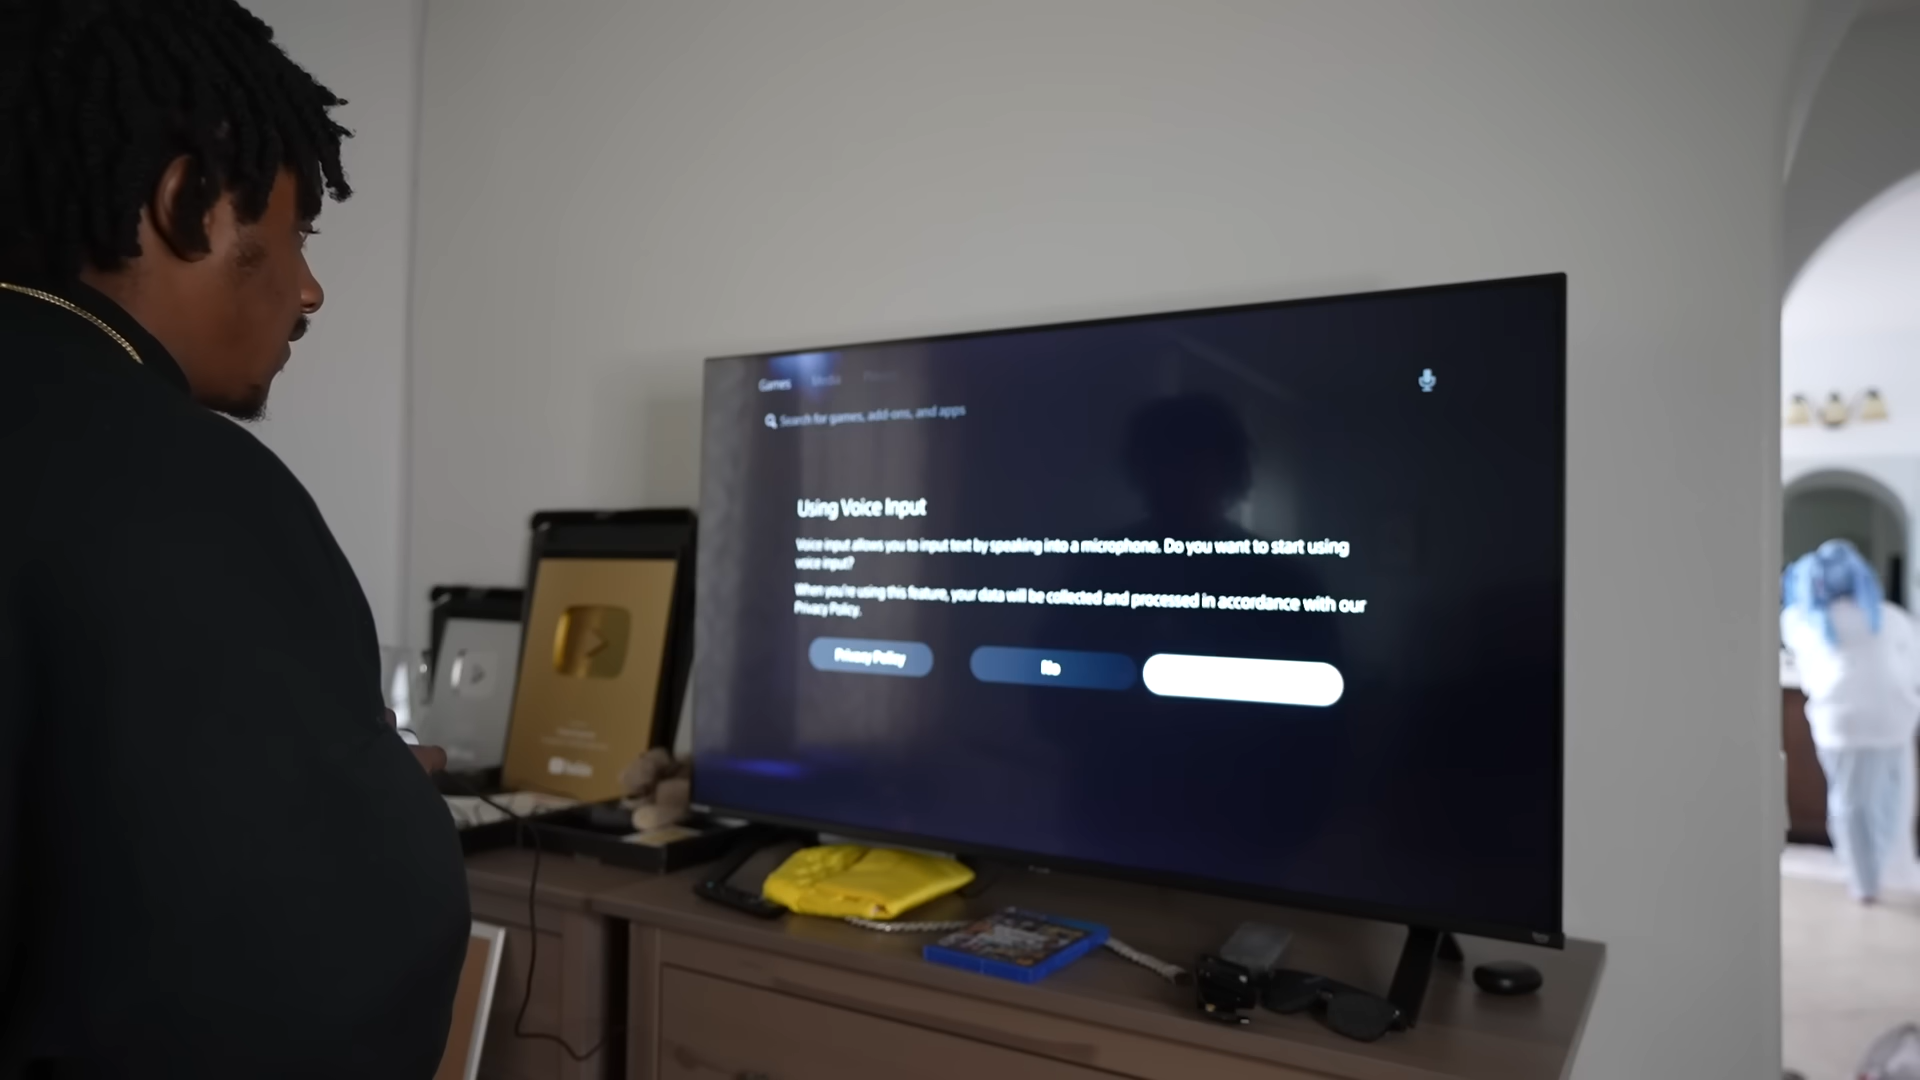 Games Media
Search for games, add-ons, and apps
Using Voice Input
Voice input allows you to input text by speaking into a microphone. Do you want to start using
voice input?
When you're using this feature, your data will be collected and processed in accordance with our
Privacy Policy.
Privacy Policy No
YouTube